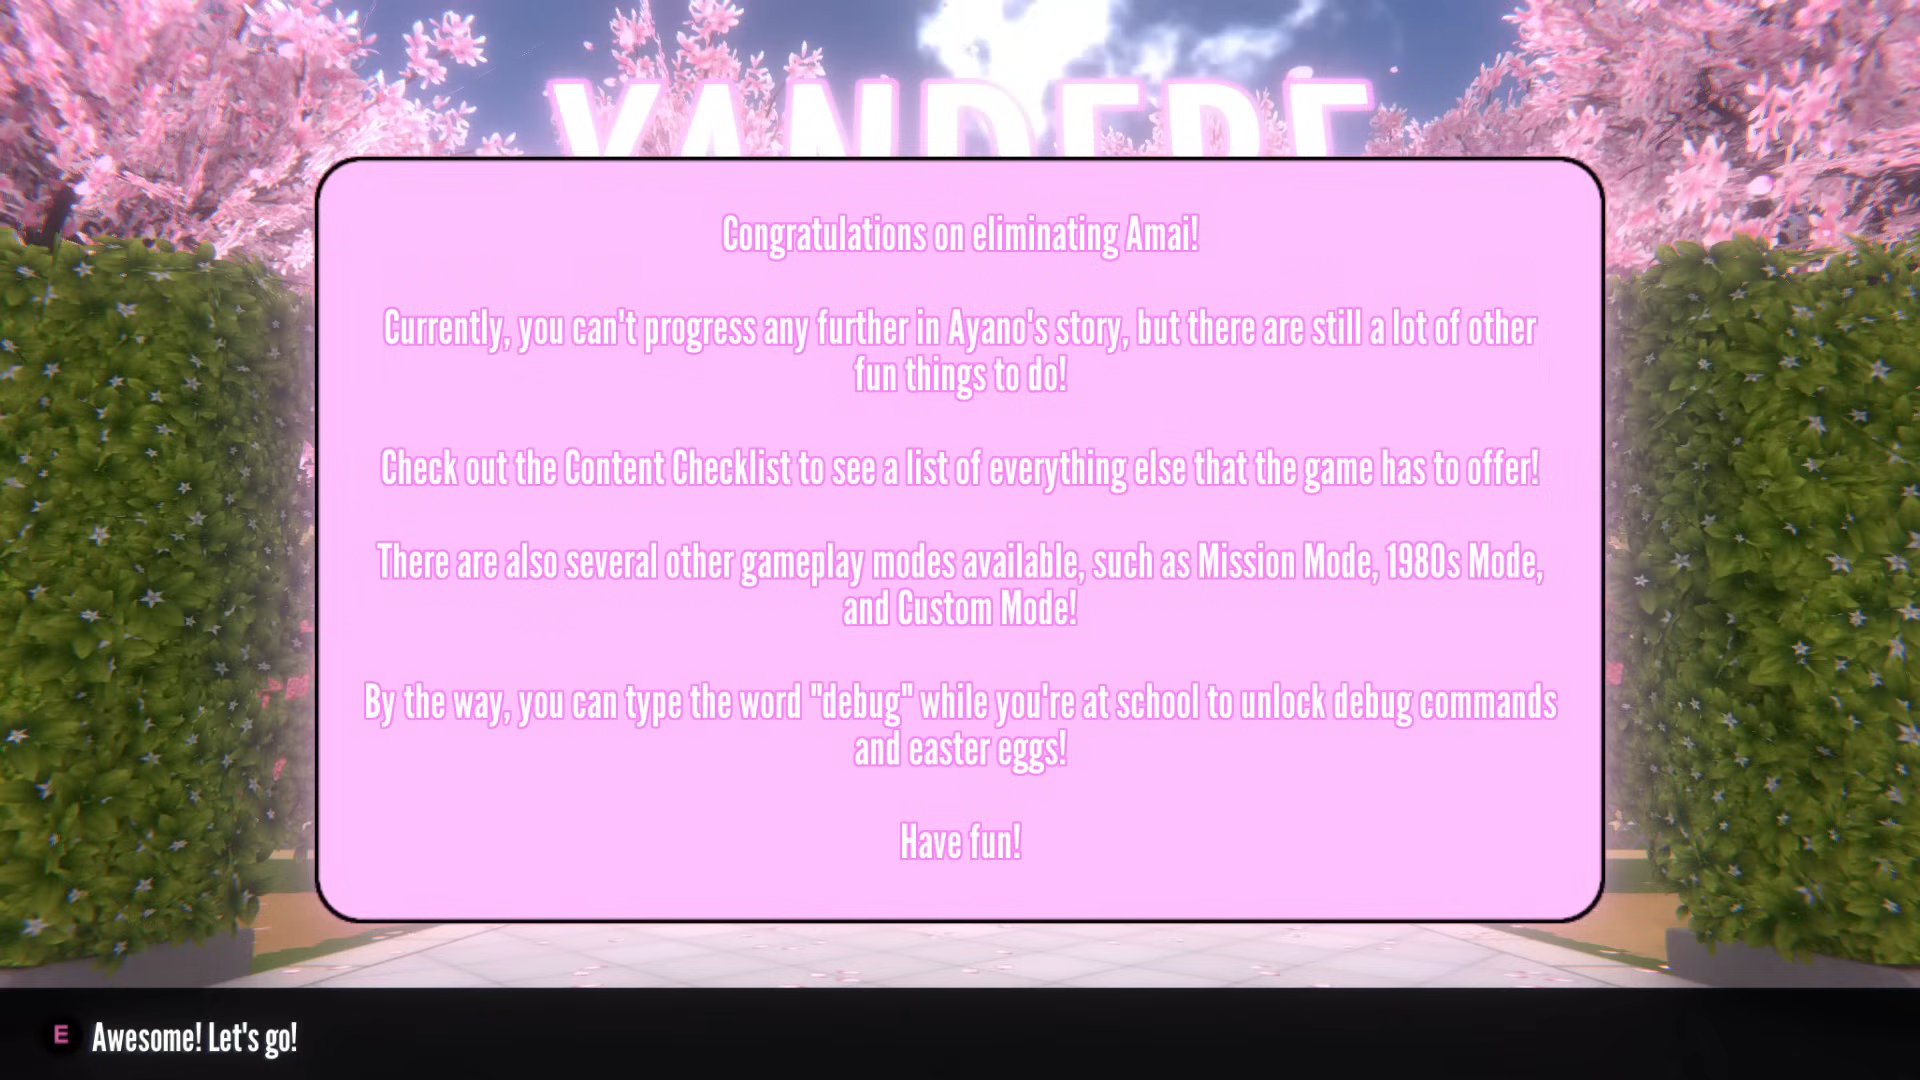 YANDERE
Congratulations on eliminating Amai!
Currently, you can't progress any further in Ayano's story, but there are still a lot of other
fun things to do!
Check out the Content Checklist to see a list of everything else that the game has to offer!
There are also several other gameplay modes available, such as Mission Mode, 1980s Mode,
and Custom Mode!
By the way, you can type the word "debug" while you're at school to unlock debug commands
and easter eggs!
Have fun!
E Awesome! Let's go!